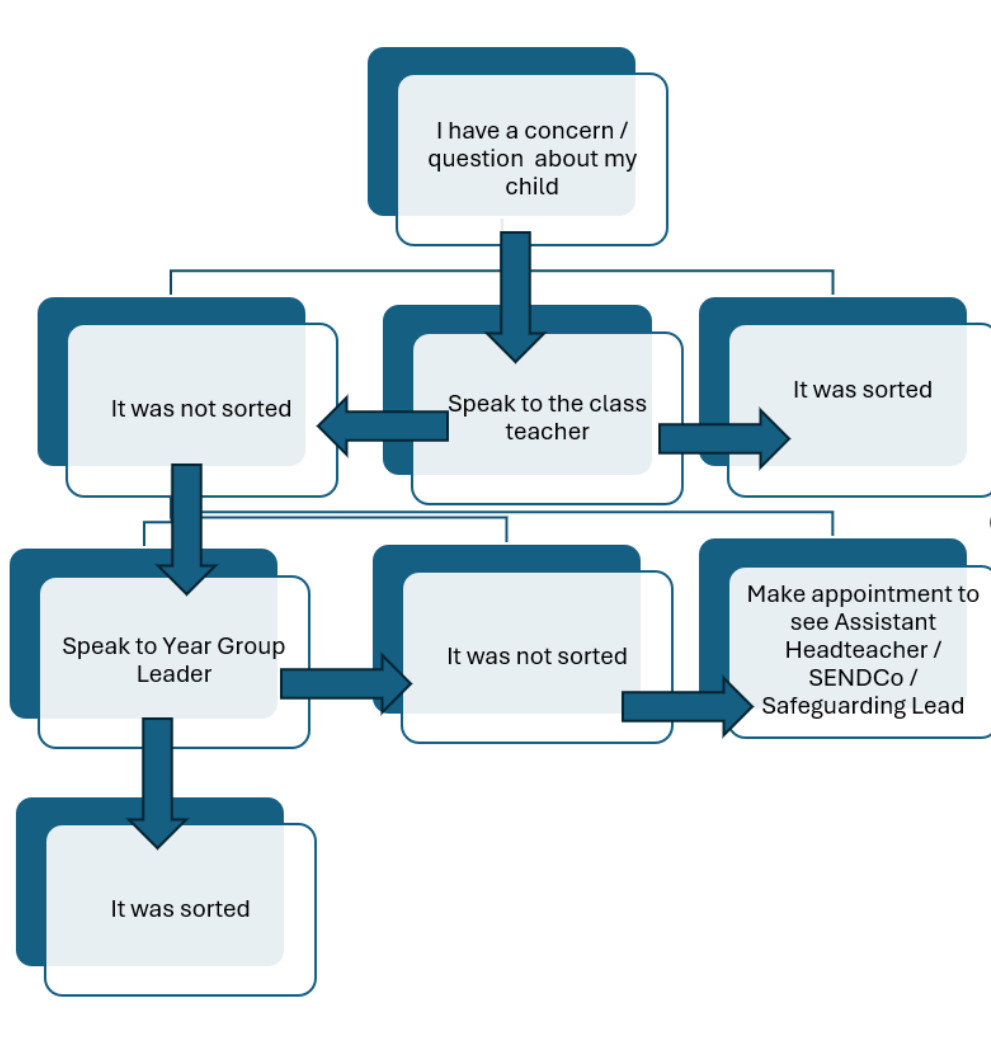 I have a concern /
question  about my
child
It was not sorted
Speak to the class
teacher
It was sorted
Speak to Year Group
Leader
It was not sorted
Make appointment to
see Assistant
Headteacher /
SENDCo /
Safeguarding Lead
It was sorted